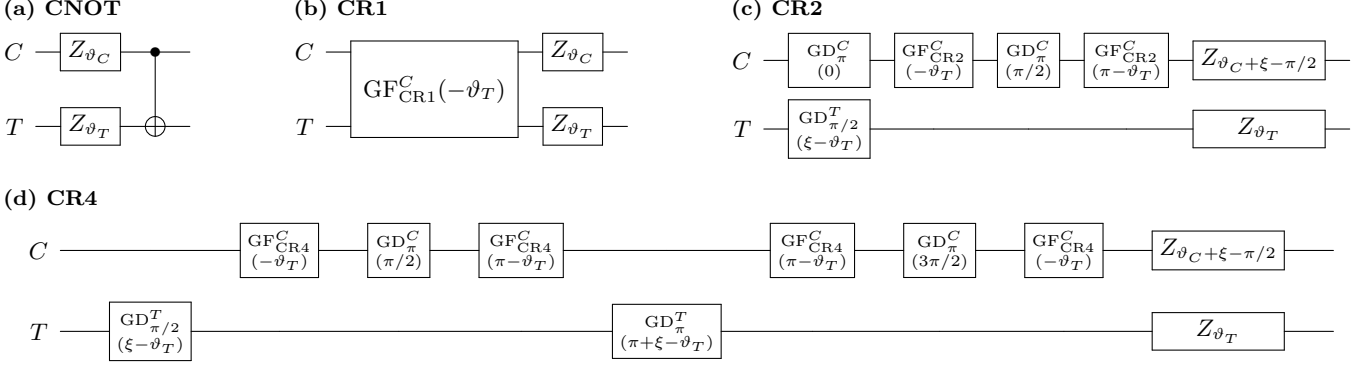 (a) CNOT
C Z_{ϑ_C}
T Z_{ϑ_T}
(b) CR1
C GF^C_{CR1}(−ϑ_T) Z_{ϑ_C}
T Z_{ϑ_T}
(c) CR2
C GD^C_π (0) GF^C_{CR2} (−ϑ_T) GD^C_π (π/2) GF^C_{CR2} (π−ϑ_T) Z_{ϑ_C+ξ−π/2}
T GD^T_{π/2} (ξ−ϑ_T) Z_{ϑ_T}
(d) CR4
C GF^C_{CR4} (−ϑ_T) GD^C_π (π/2) GF^C_{CR4} (π−ϑ_T) GF^C_{CR4} (π−ϑ_T) GD^C_π (3π/2) GF^C_{CR4} (−ϑ_T) Z_{ϑ_C+ξ−π/2}
T GD^T_{π/2} (ξ−ϑ_T) GD^T_π (π+ξ−ϑ_T) Z_{ϑ_T}